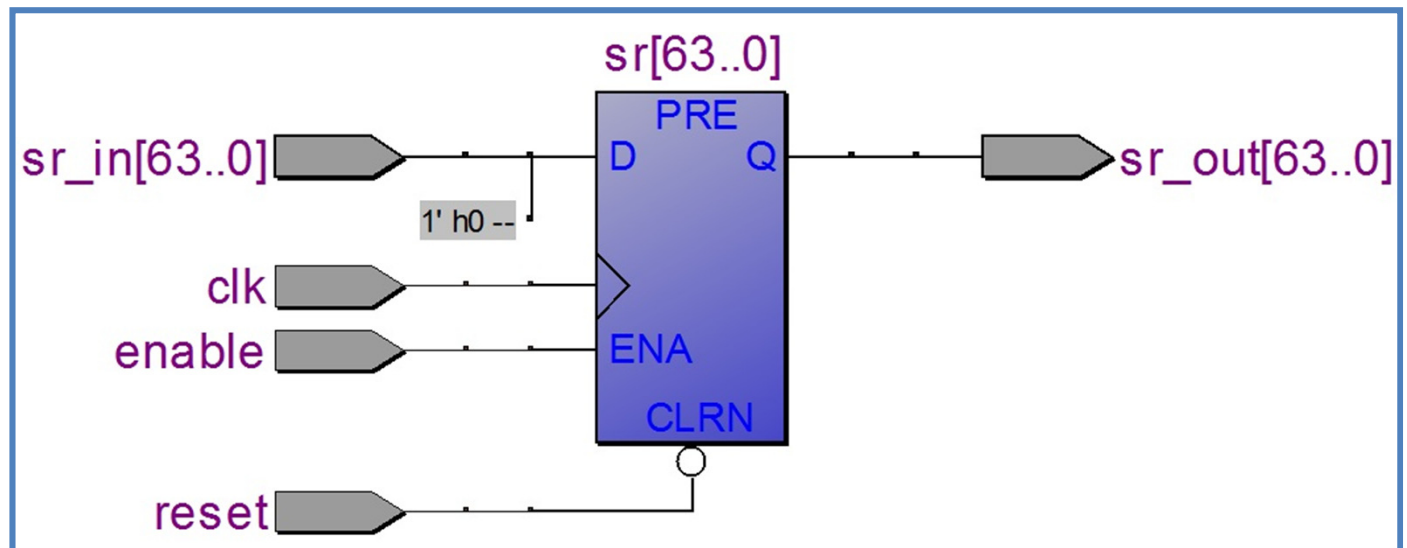 sr[63..0]
PRE
sr_in[63..0]
D
Q
sr_out[63..0]
1' h0 --
clk
enable
ENA
CLRN
reset